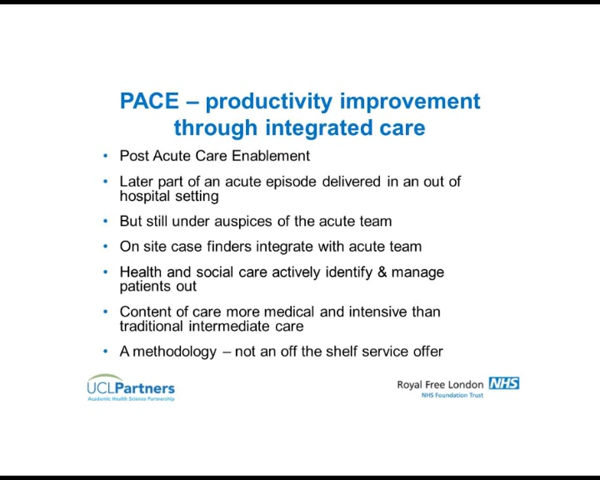 PACE – productivity improvement
through integrated care
• Post Acute Care Enablement
• Later part of an acute episode delivered in an out of
hospital setting
• But still under auspices of the acute team
• On site case finders integrate with acute team
• Health and social care actively identify & manage
patients out
• Content of care more medical and intensive than
traditional intermediate care
• A methodology – not an off the shelf service offer
UCLPartners
Academic Health Science Partnership
Royal Free London NHS
NHS Foundation Trust